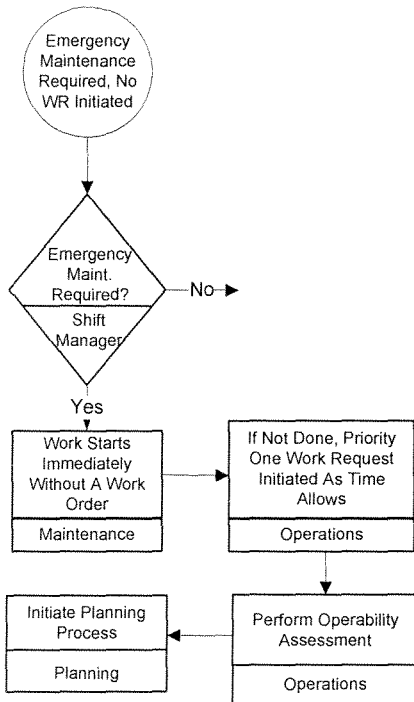 Emergency
Maintenance
Required, No
WR Initiated
Emergency
Maint.
Required?
Shift
Manager
No
Yes
Work Starts
Immediately
Without A Work
Order
Maintenance
If Not Done, Priority
One Work Request
Initiated As Time
Allows
Operations
Perform Operability
Assessment
Operations
Initiate Planning
Process
Planning